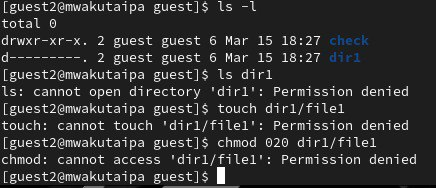 [guest2@mwakutaipa guest]$ ls -l
total 0
drwxr-xr-x. 2 guest guest 6 Mar 15 18:27 check
d---------. 2 guest guest 6 Mar 15 18:27 dir1
[guest2@mwakutaipa guest]$ ls dir1
ls: cannot open directory 'dir1': Permission denied
[guest2@mwakutaipa guest]$ touch dir1/file1
touch: cannot touch 'dir1/file1': Permission denied
[guest2@mwakutaipa guest]$ chmod 020 dir1/file1
chmod: cannot access 'dir1/file1': Permission denied
[guest2@mwakutaipa guest]$